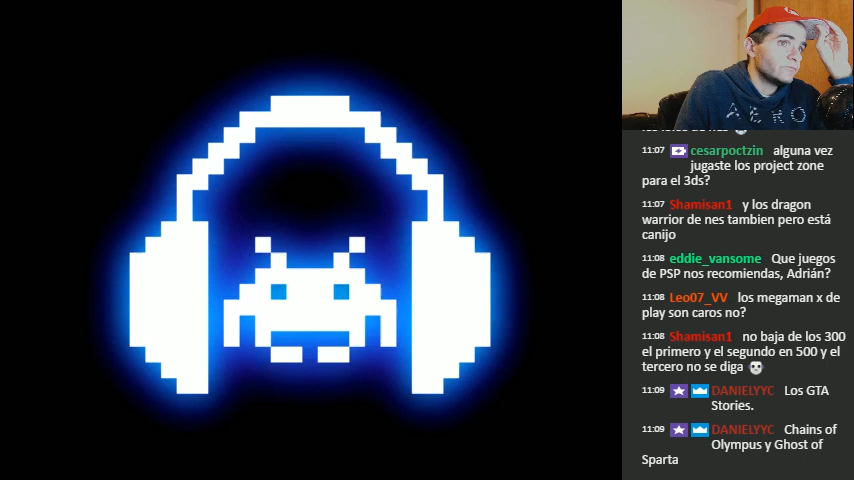 AERO
11:07 cesarpoctzin alguna vez
jugaste los project zone
para el 3ds?
11:07 Shamisan1 y los dragon
warrior de nes tambien pero está
canijo
11:08 eddie_vansome Que juegos
de PSP nos recomiendas, Adrián?
11:08 Leo07_VV los megaman x de
play son caros no?
11:08 Shamisan1 no baja de los 300
el primero y el segundo en 500 y el
tercero no se diga
11:09 DANIELYYC Los GTA
Stories.
11:09 DANIELYYC Chains of
Olympus y Ghost of
Sparta